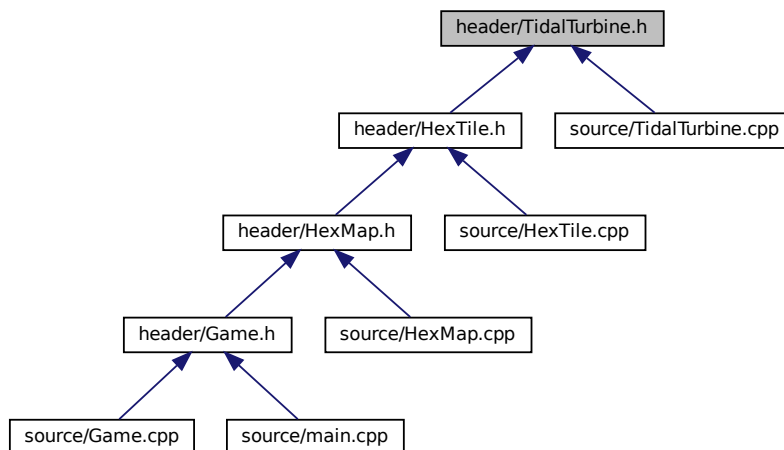 header/TidalTurbine.h
header/HexTile.h
source/TidalTurbine.cpp
header/HexMap.h
source/HexTile.cpp
header/Game.h
source/HexMap.cpp
source/Game.cpp
source/main.cpp